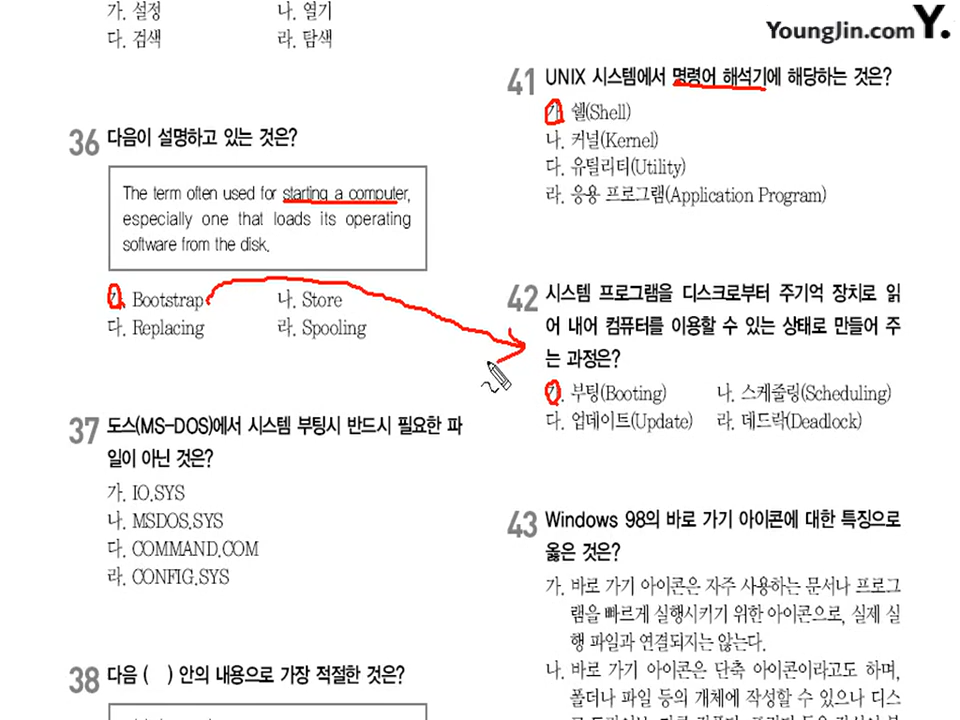 가. 설정 나. 열기
다. 검색 라. 탐색
YoungJin.com Y.
36 다음이 설명하고 있는 것은?
The term often used for starting a computer,
especially one that loads its operating
software from the disk.
가. Bootstrap 나. Store
다. Replacing 라. Spooling
37 도스(MS-DOS)에서 시스템 부팅시 반드시 필요한 파
일이 아닌 것은?
가. IO.SYS
나. MSDOS.SYS
다. COMMAND.COM
라. CONFIG.SYS
38 다음 ( ) 안의 내용으로 가장 적절한 것은?
41 UNIX 시스템에서 명령어 해석기에 해당하는 것은?
가. 쉘(Shell)
나. 커널(Kernel)
다. 유틸리티(Utility)
라. 응용 프로그램(Application Program)
42 시스템 프로그램을 디스크로부터 주기억 장치로 읽
어 내어 컴퓨터를 이용할 수 있는 상태로 만들어 주
는 과정은?
가. 부팅(Booting) 나. 스케줄링(Scheduling)
다. 업데이트(Update) 라. 데드락(Deadlock)
43 Windows 98의 바로 가기 아이콘에 대한 특징으로
옳은 것은?
가. 바로 가기 아이콘은 자주 사용하는 문서나 프로그
램을 빠르게 실행시키기 위한 아이콘으로, 실제 실
행 파일과 연결되지는 않는다.
나. 바로 가기 아이콘은 단축 아이콘이라고도 하며,
폴더나 파일 등의 개체에 작성할 수 있으나 디스